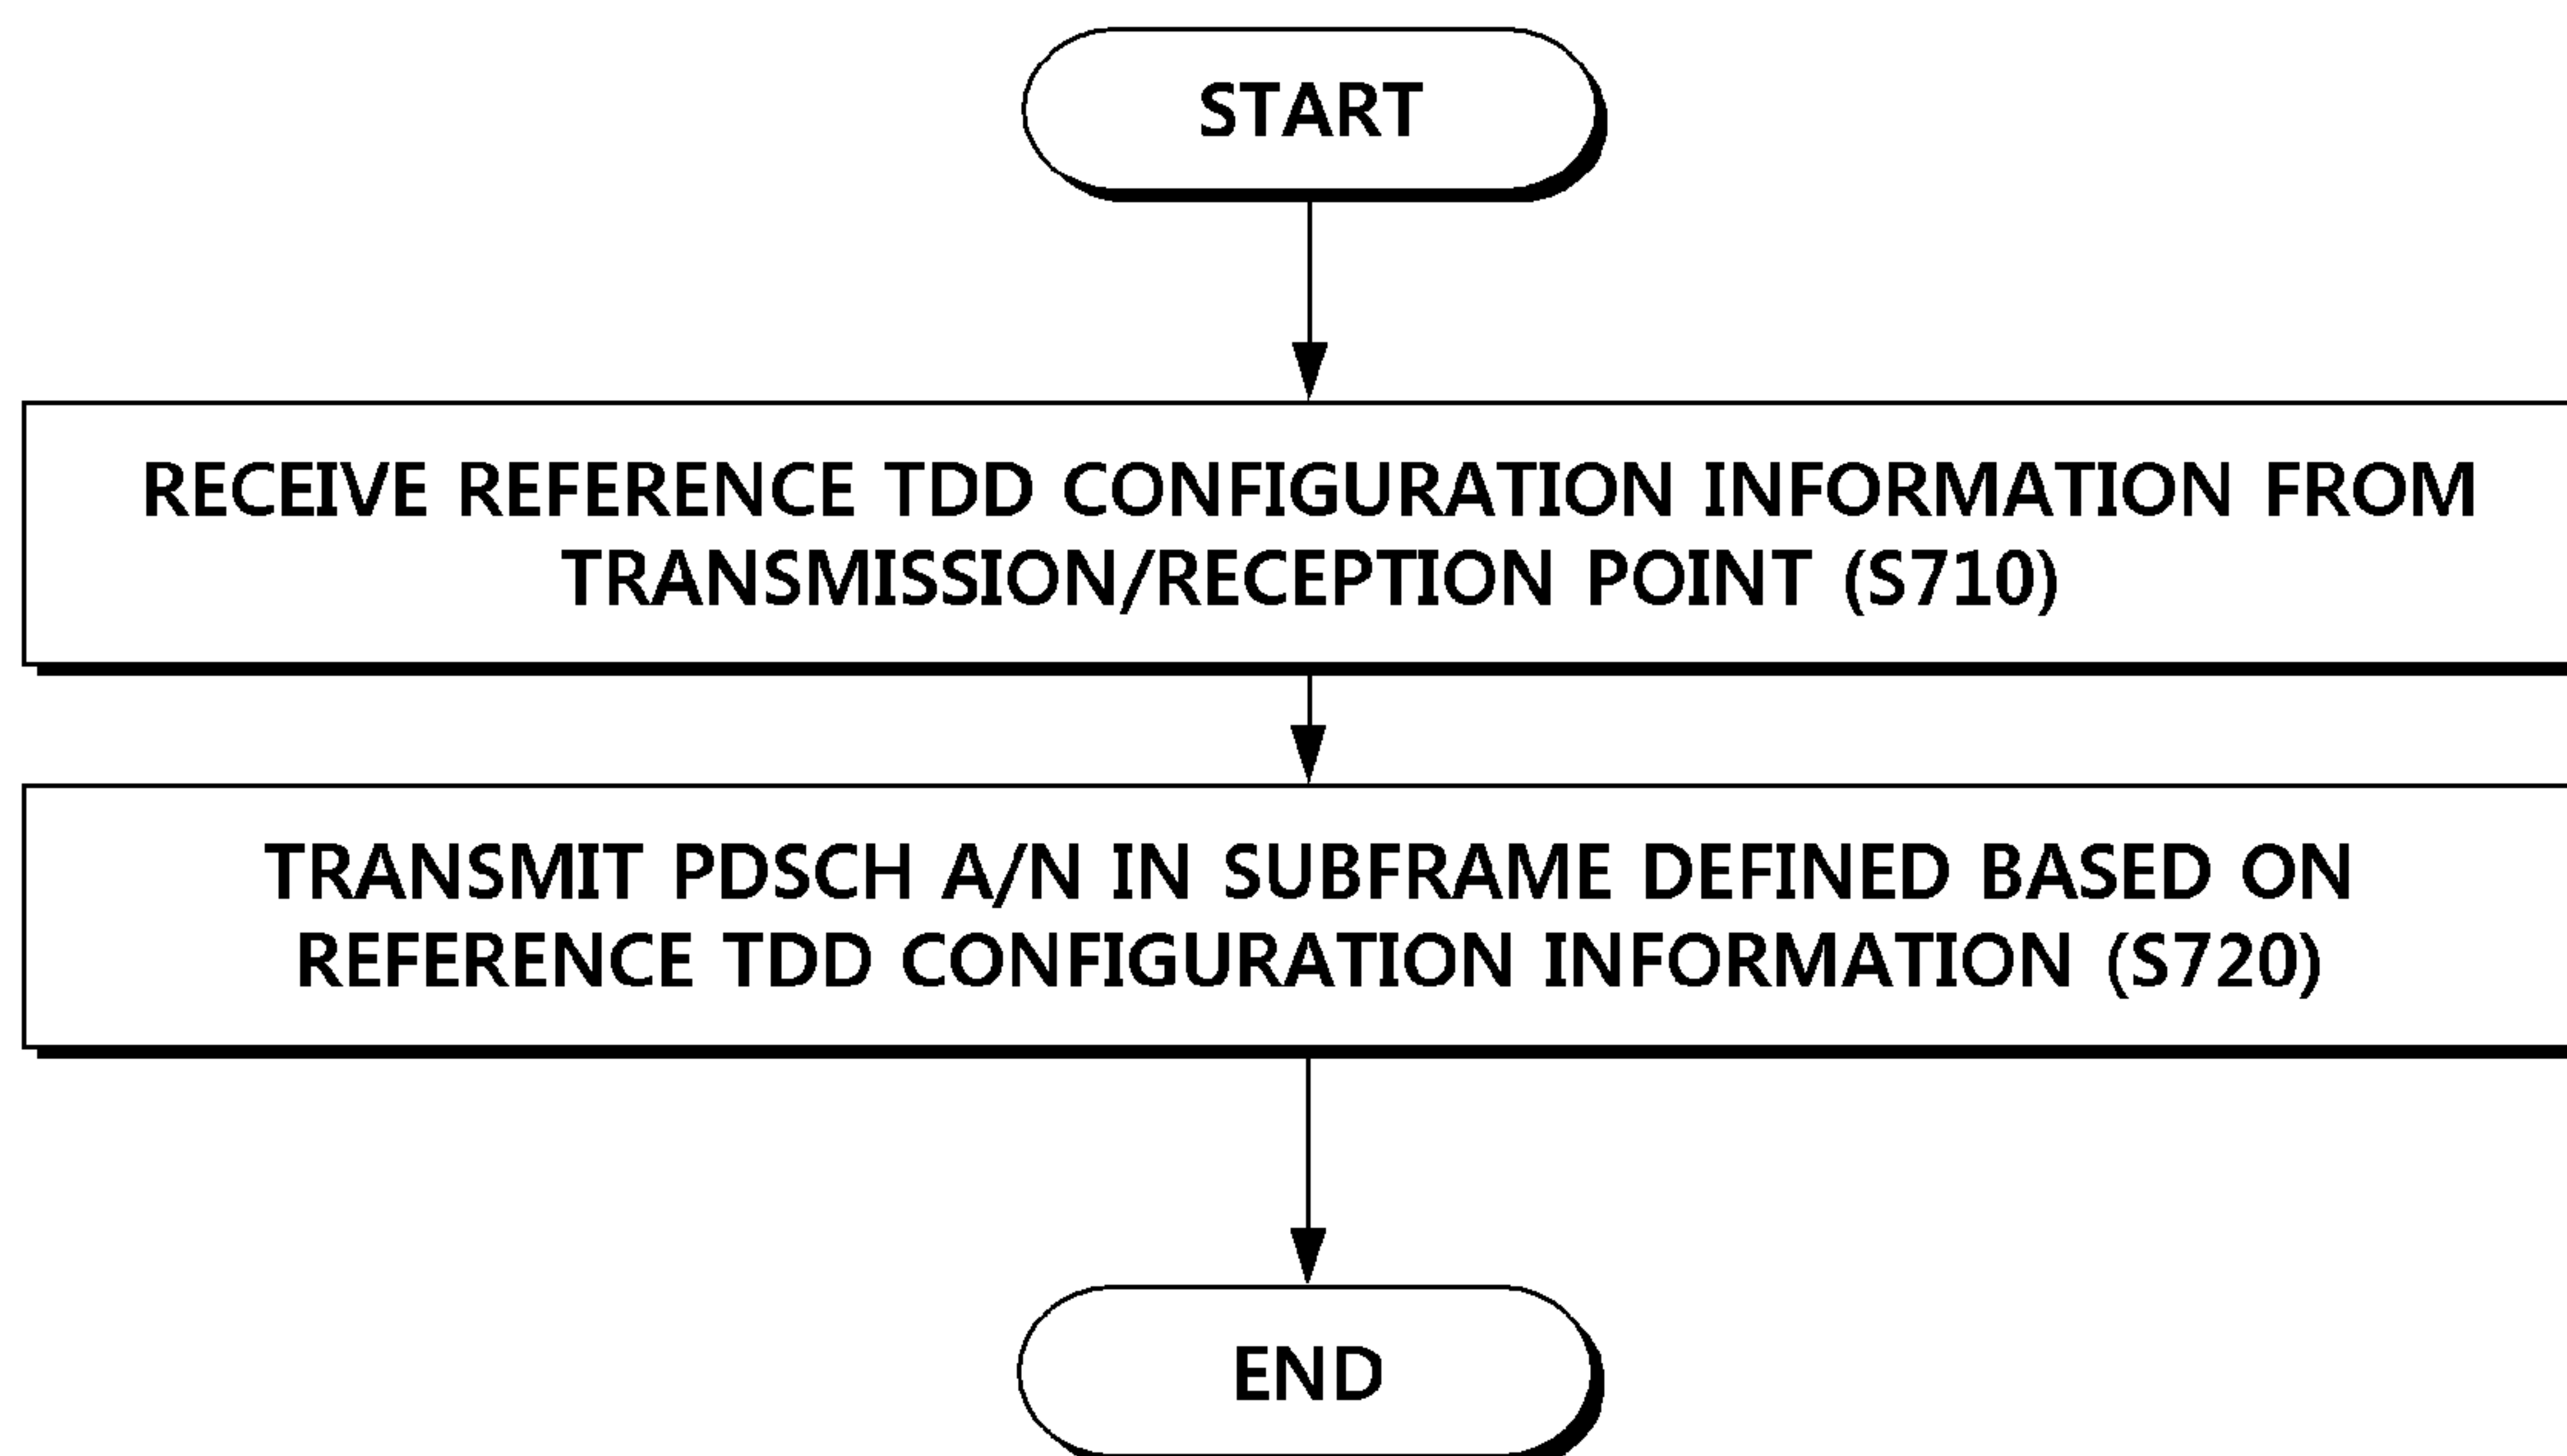 START
RECEIVE REFERENCE TDD CONFIGURATION INFORMATION FROM
TRANSMISSION/RECEPTION POINT (S710)
TRANSMIT PDSCH A/N IN SUBFRAME DEFINED BASED ON
REFERENCE TDD CONFIGURATION INFORMATION (S720)
END